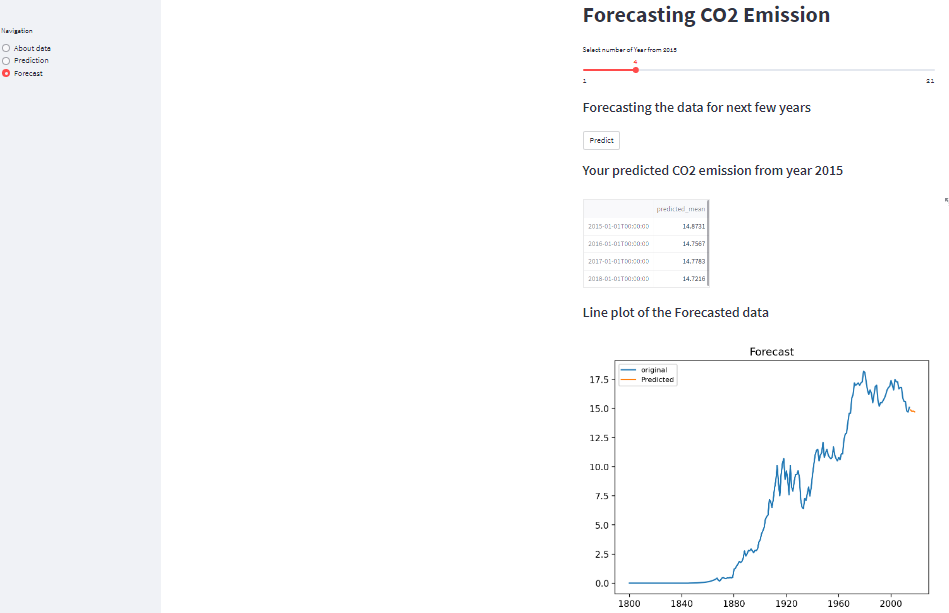 Navigation
About data
Prediction
Forecast
Forecasting CO2 Emission
Select number of Year from 2015
4
1 21
Forecasting the data for next few years
Predict
Your predicted CO2 emission from year 2015
predicted_mean
2015-01-01T00:00:00 14.8731
2016-01-01T00:00:00 14.7567
2017-01-01T00:00:00 14.7783
2018-01-01T00:00:00 14.7216
Line plot of the Forecasted data
Forecast
original
Predicted
17.5
15.0
12.5
10.0
7.5
5.0
2.5
0.0
1800 1840 1880 1920 1960 2000